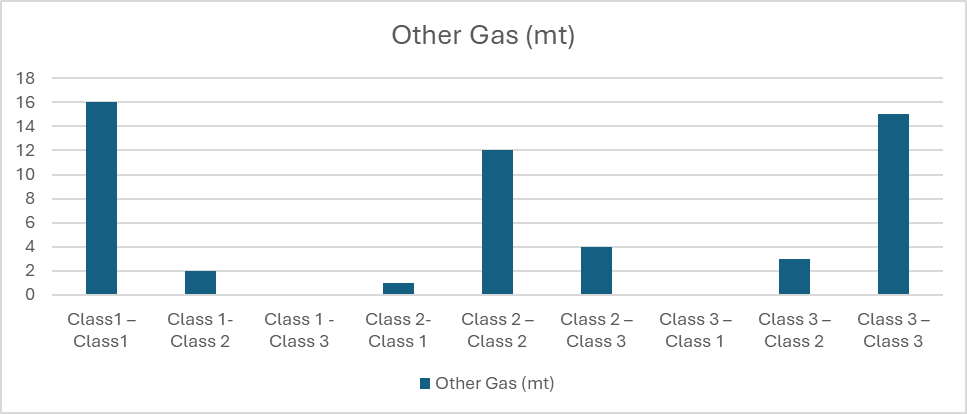 Other Gas (mt)
18
16
14
12
10
8
6
4
2
0
Class1 – Class 1- Class 1 - Class 2- Class 2 – Class 2 – Class 3 – Class 3 – Class 3 –
Class1 Class 2 Class 3 Class 1 Class 2 Class 3 Class 1 Class 2 Class 3
Other Gas (mt)